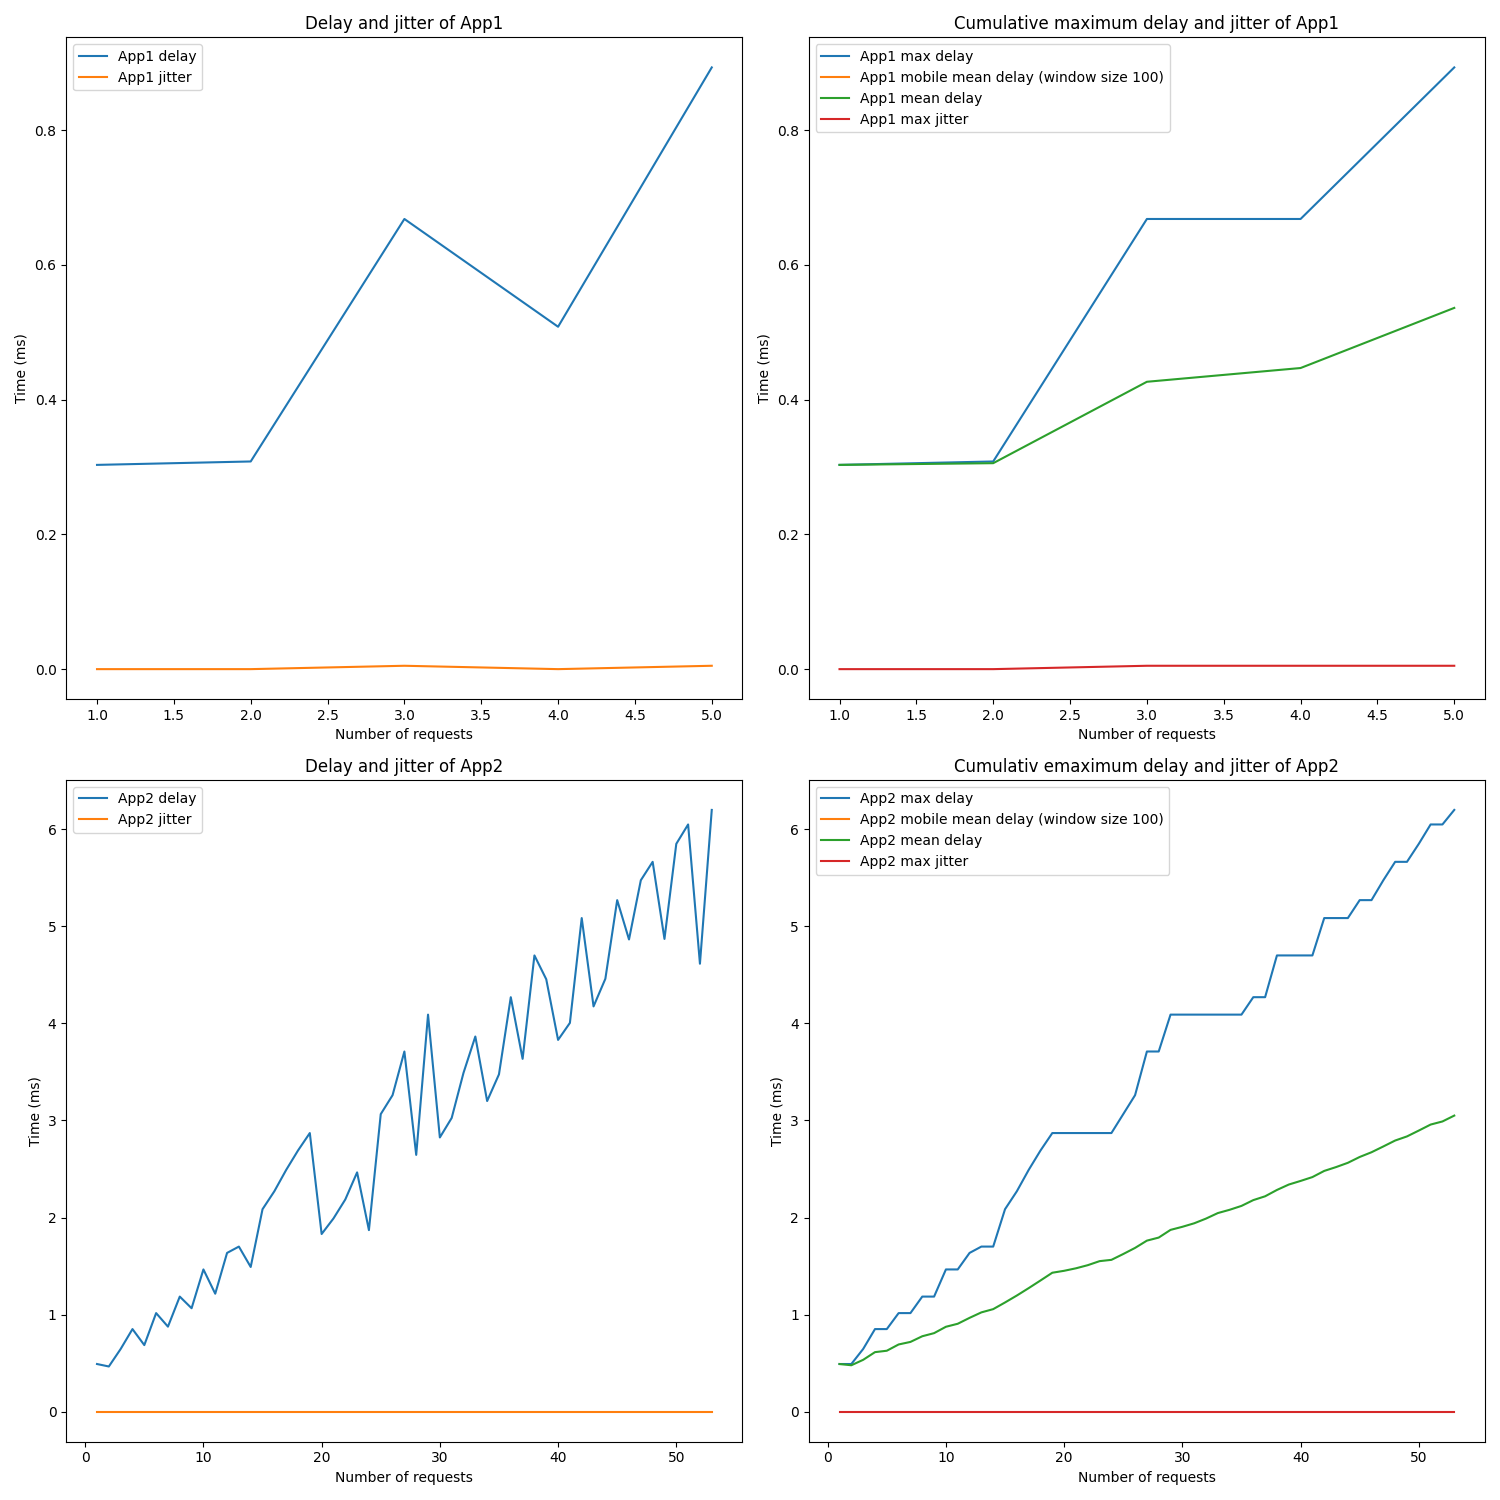 Delay and jitter of App1
App1 delay
App1 jitter
Time (ms)
0.8
0.6
0.4
0.2
0.0
1.0 1.5 2.0 2.5 3.0 3.5 4.0 4.5 5.0
Number of requests
Cumulative maximum delay and jitter of App1
App1 max delay
App1 mobile mean delay (window size 100)
App1 mean delay
App1 max jitter
Time (ms)
0.8
0.6
0.4
0.2
0.0
1.0 1.5 2.0 2.5 3.0 3.5 4.0 4.5 5.0
Number of requests
Delay and jitter of App2
App2 delay
App2 jitter
Time (ms)
6
5
4
3
2
1
0
0 10 20 30 40 50
Number of requests
Cumulativ emaximum delay and jitter of App2
App2 max delay
App2 mobile mean delay (window size 100)
App2 mean delay
App2 max jitter
Time (ms)
6
5
4
3
2
1
0
0 10 20 30 40 50
Number of requests